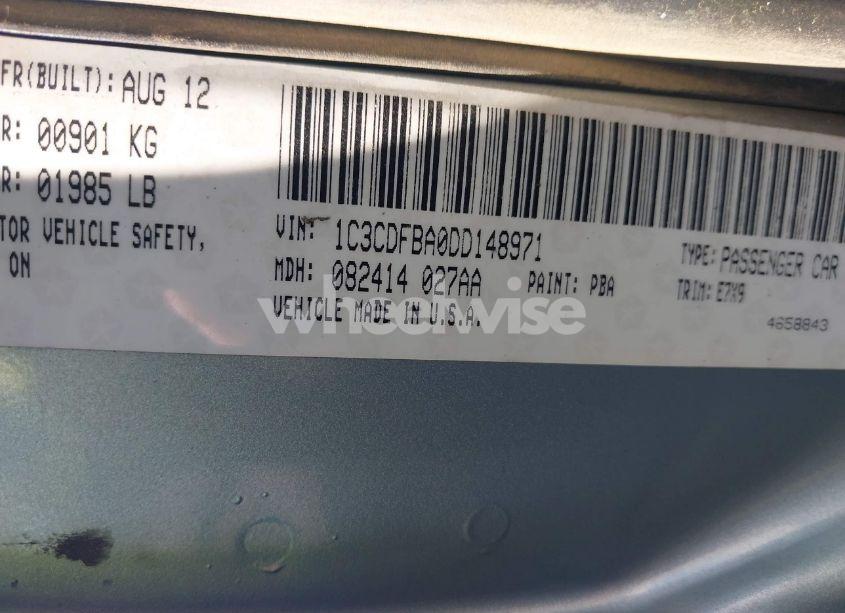 FR(BUILT): AUG 12
R: 00901 KG
R: 01985 LB
TOR VEHICLE SAFETY,
ON
VIN: 1C3CDFBA0DD148971
MDH: 082414 027AA PAINT: PBA
VEHICLE MADE IN U.S.A.
TYPE: PASSENGER CAR
TRIM: E7X9
4658843
wheelwise